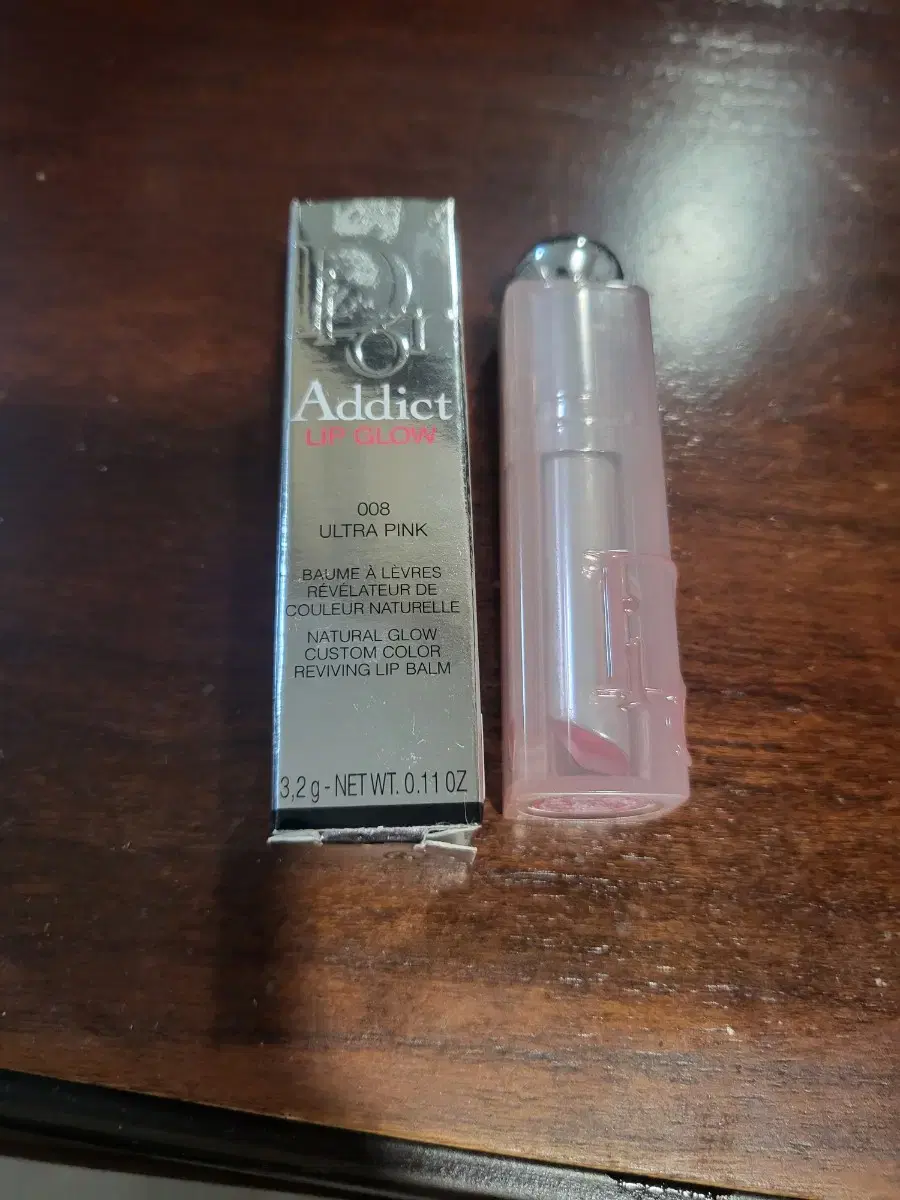 Dior
Addict
LIP GLOW
008
ULTRA PINK
BAUME À LÈVRES
RÉVÉLATEUR DE
COULEUR NATURELLE
NATURAL GLOW
CUSTOM COLOR
REVIVING LIP BALM
3,2 g - NET WT. 0.11 OZ